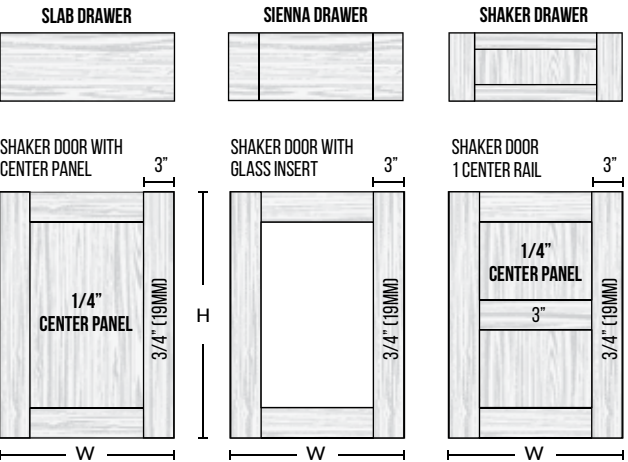 SLAB DRAWER
SIENNA DRAWER
SHAKER DRAWER
SHAKER DOOR WITH
CENTER PANEL
3”
SHAKER DOOR WITH
GLASS INSERT
3”
SHAKER DOOR
1 CENTER RAIL
3”
1/4”
CENTER PANEL
3/4” (19MM)
H
3/4” (19MM)
1/4”
CENTER PANEL
3”
3/4” (19MM)
W
W
W